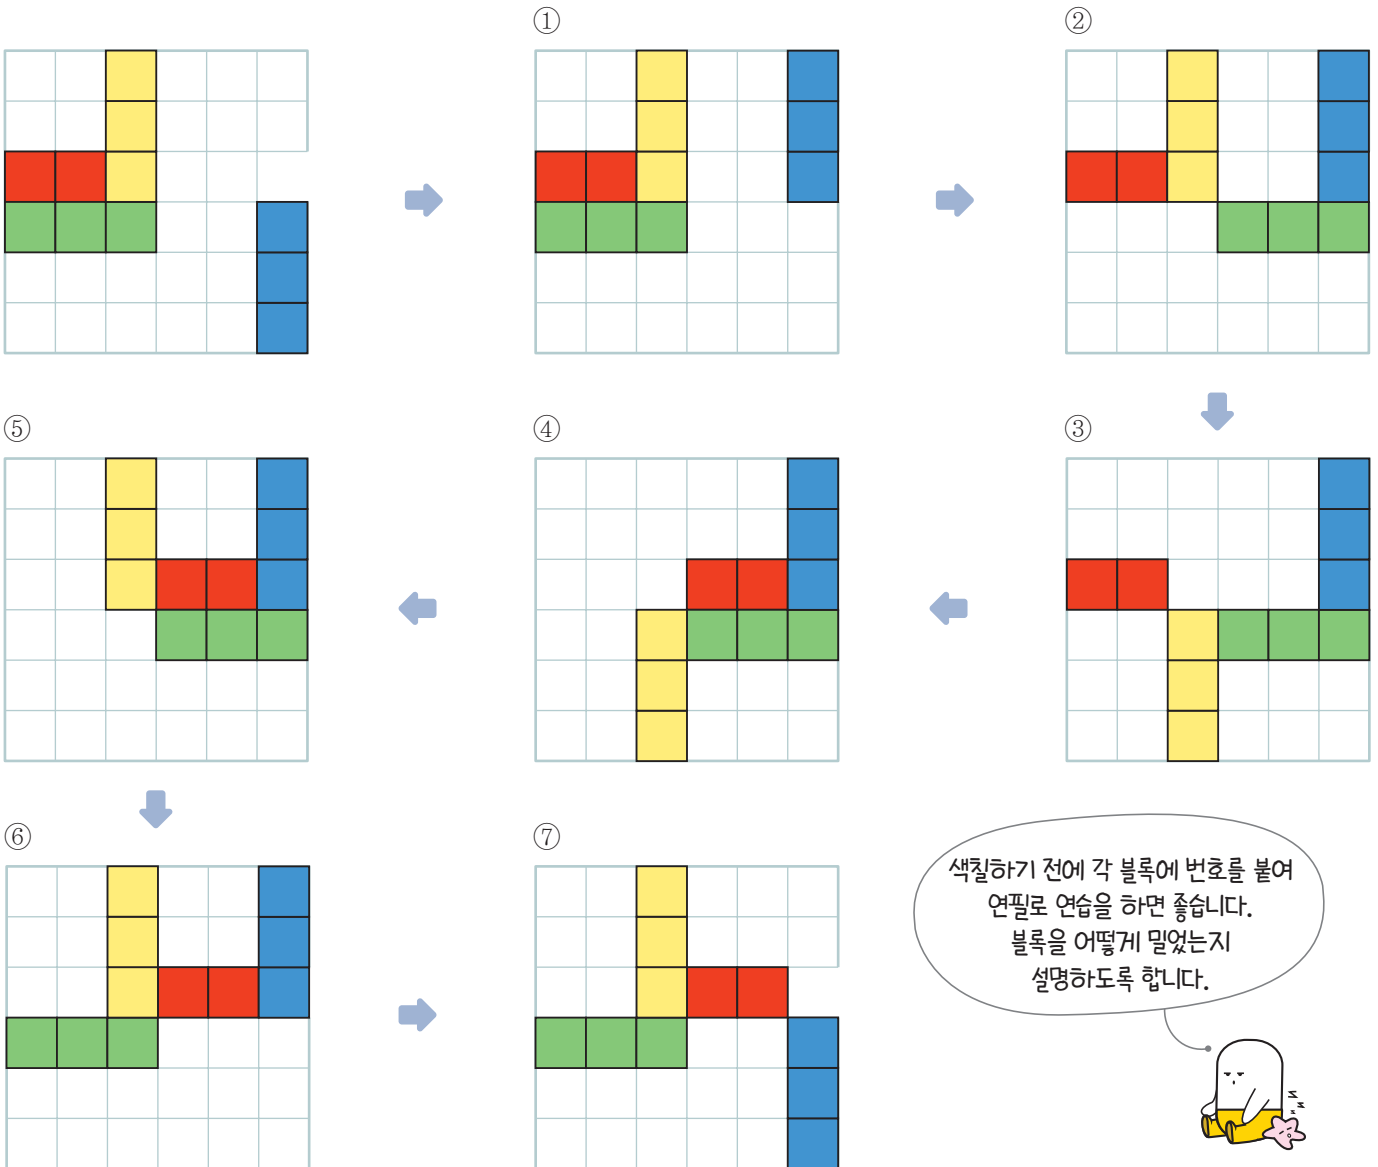 ①
②
⑤
④
③
⑥
⑦
색칠하기 전에 각 블록에 번호를 붙여
연필로 연습을 하면 좋습니다.
블록을 어떻게 밀었는지
설명하도록 합니다.
z
z
z